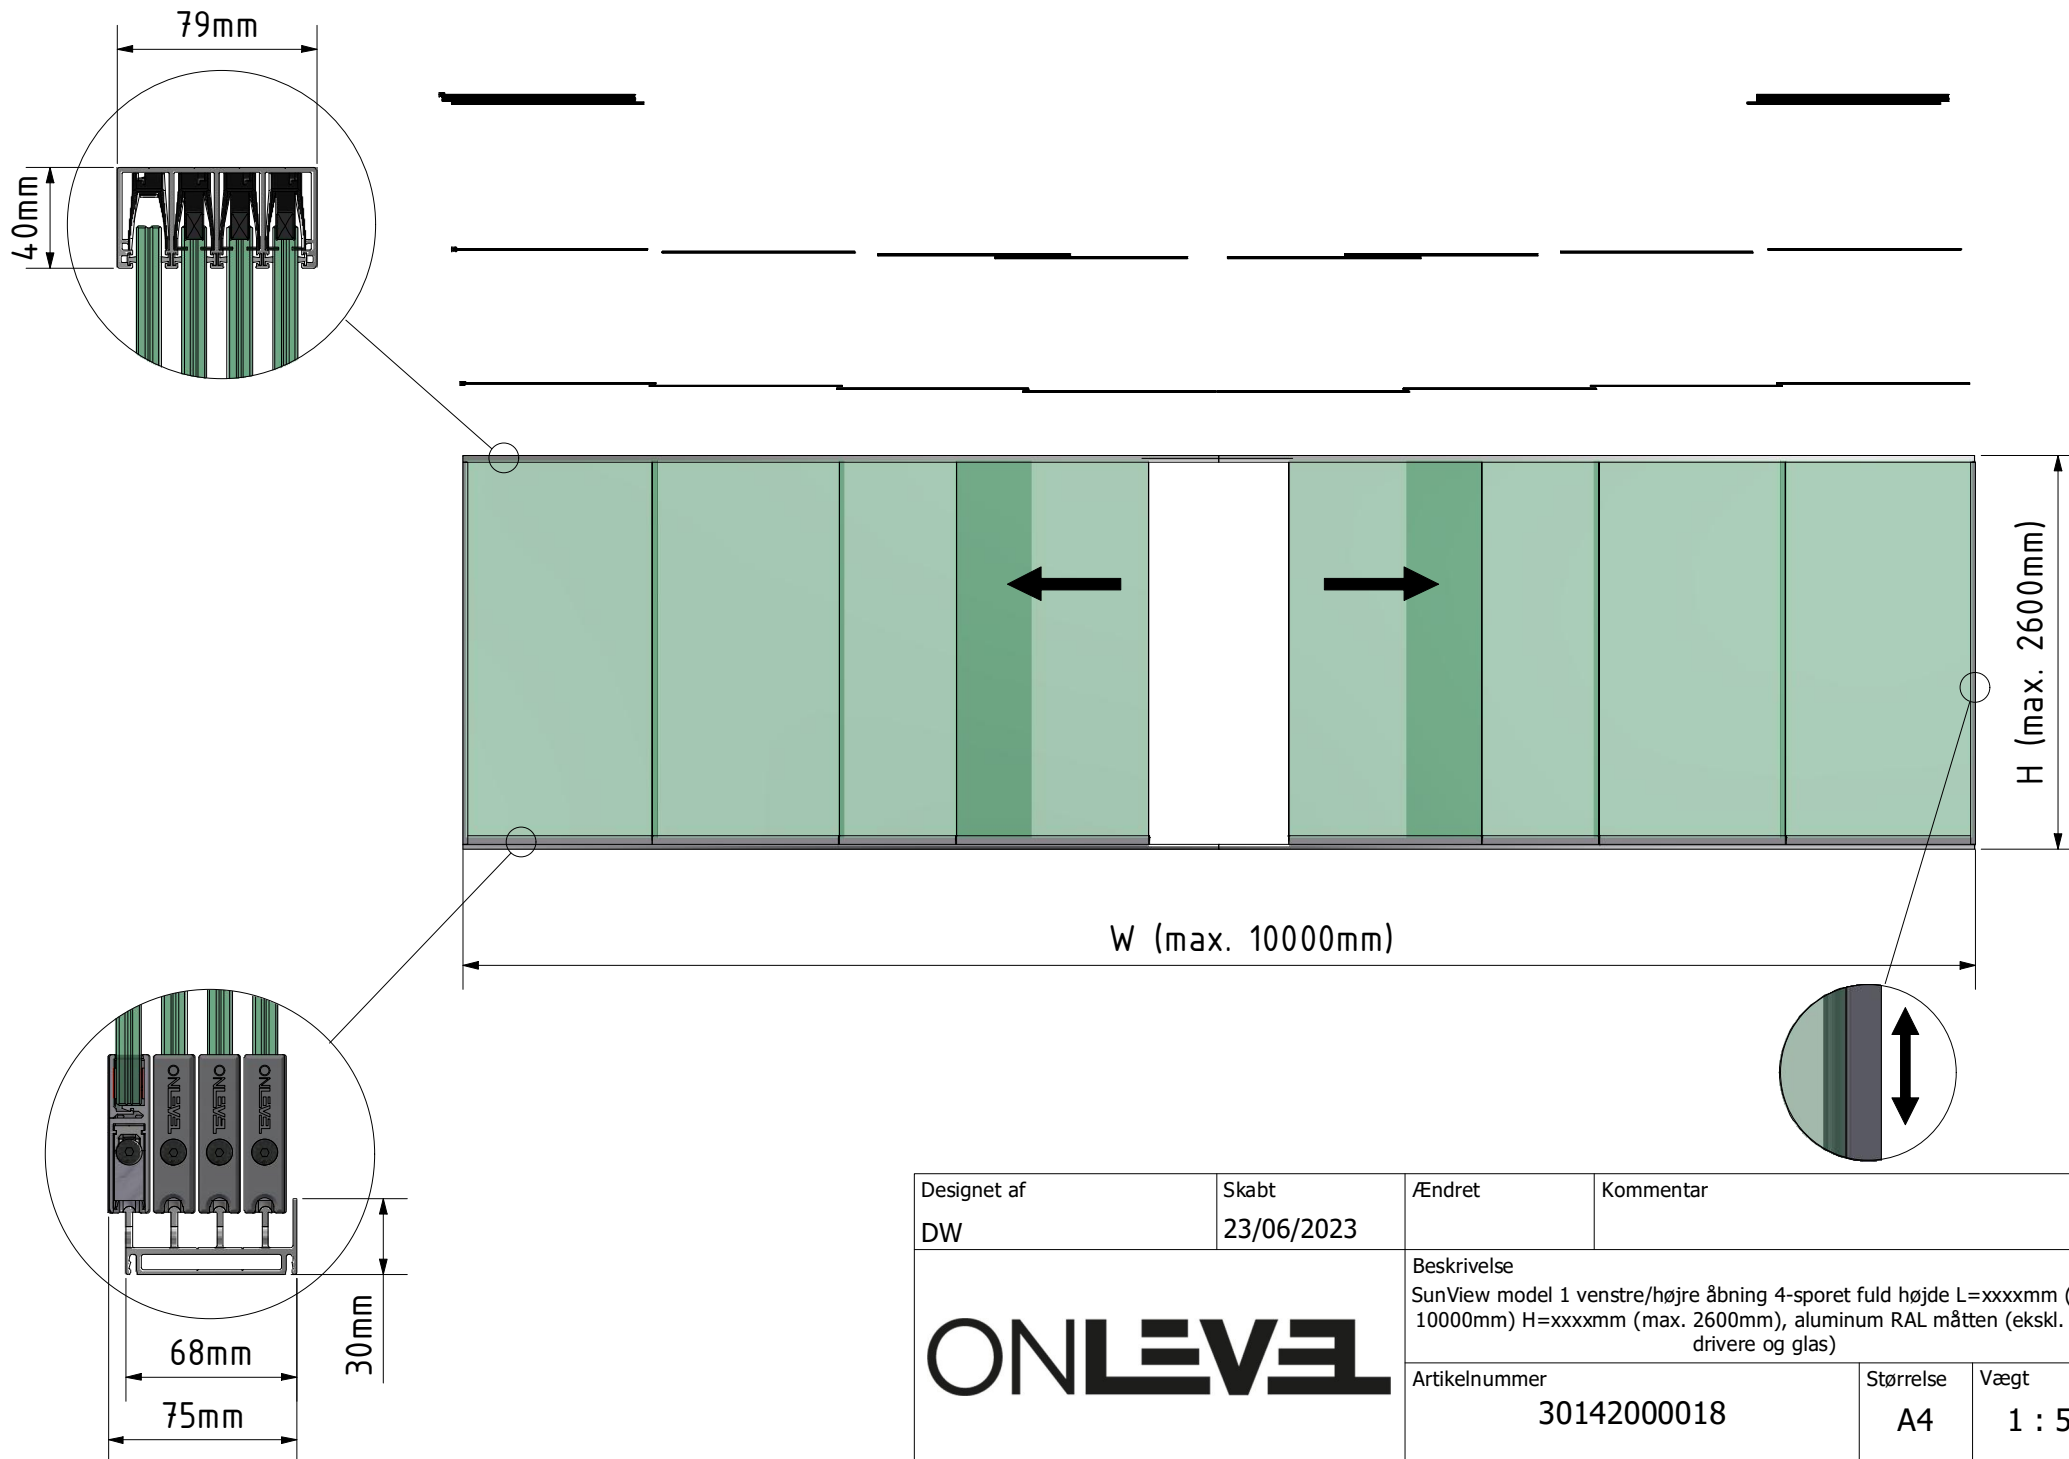 79mm
40mm
H (max. 2600mm)
W (max. 10000mm)
ONLEVEL
ONLEVEL
ONLEVEL
30mm
68mm
75mm
Designet af
DW
Skabt
23/06/2023
Ændret
Kommentar
ONLEVEL
Beskrivelse
SunView model 1 venstre/højre åbning 4-sporet fuld højde L=xxxxmm (
10000mm) H=xxxxmm (max. 2600mm), aluminum RAL måtten (ekskl.
drivere og glas)
Artikelnummer
30142000018
Størrelse
A4
Vægt
1 : 5